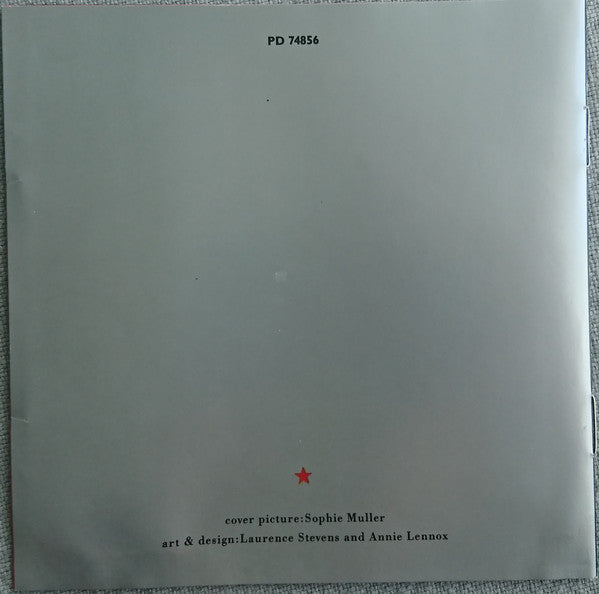 PD 74856
cover picture:Sophie Muller
art & design:Laurence Stevens and Annie Lennox